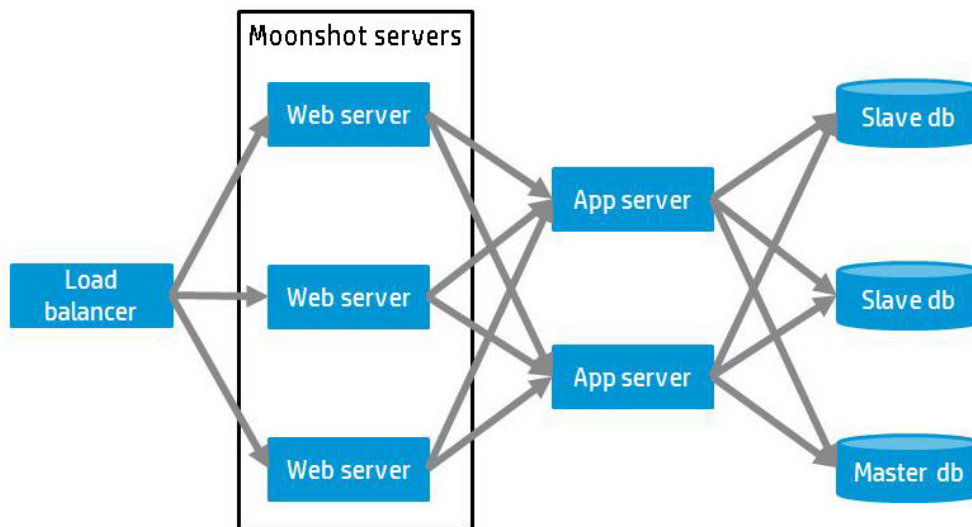 Moonshot servers
Web server
Web server
Web server
Load
balancer
App server
App server
Slave db
Slave db
Master db